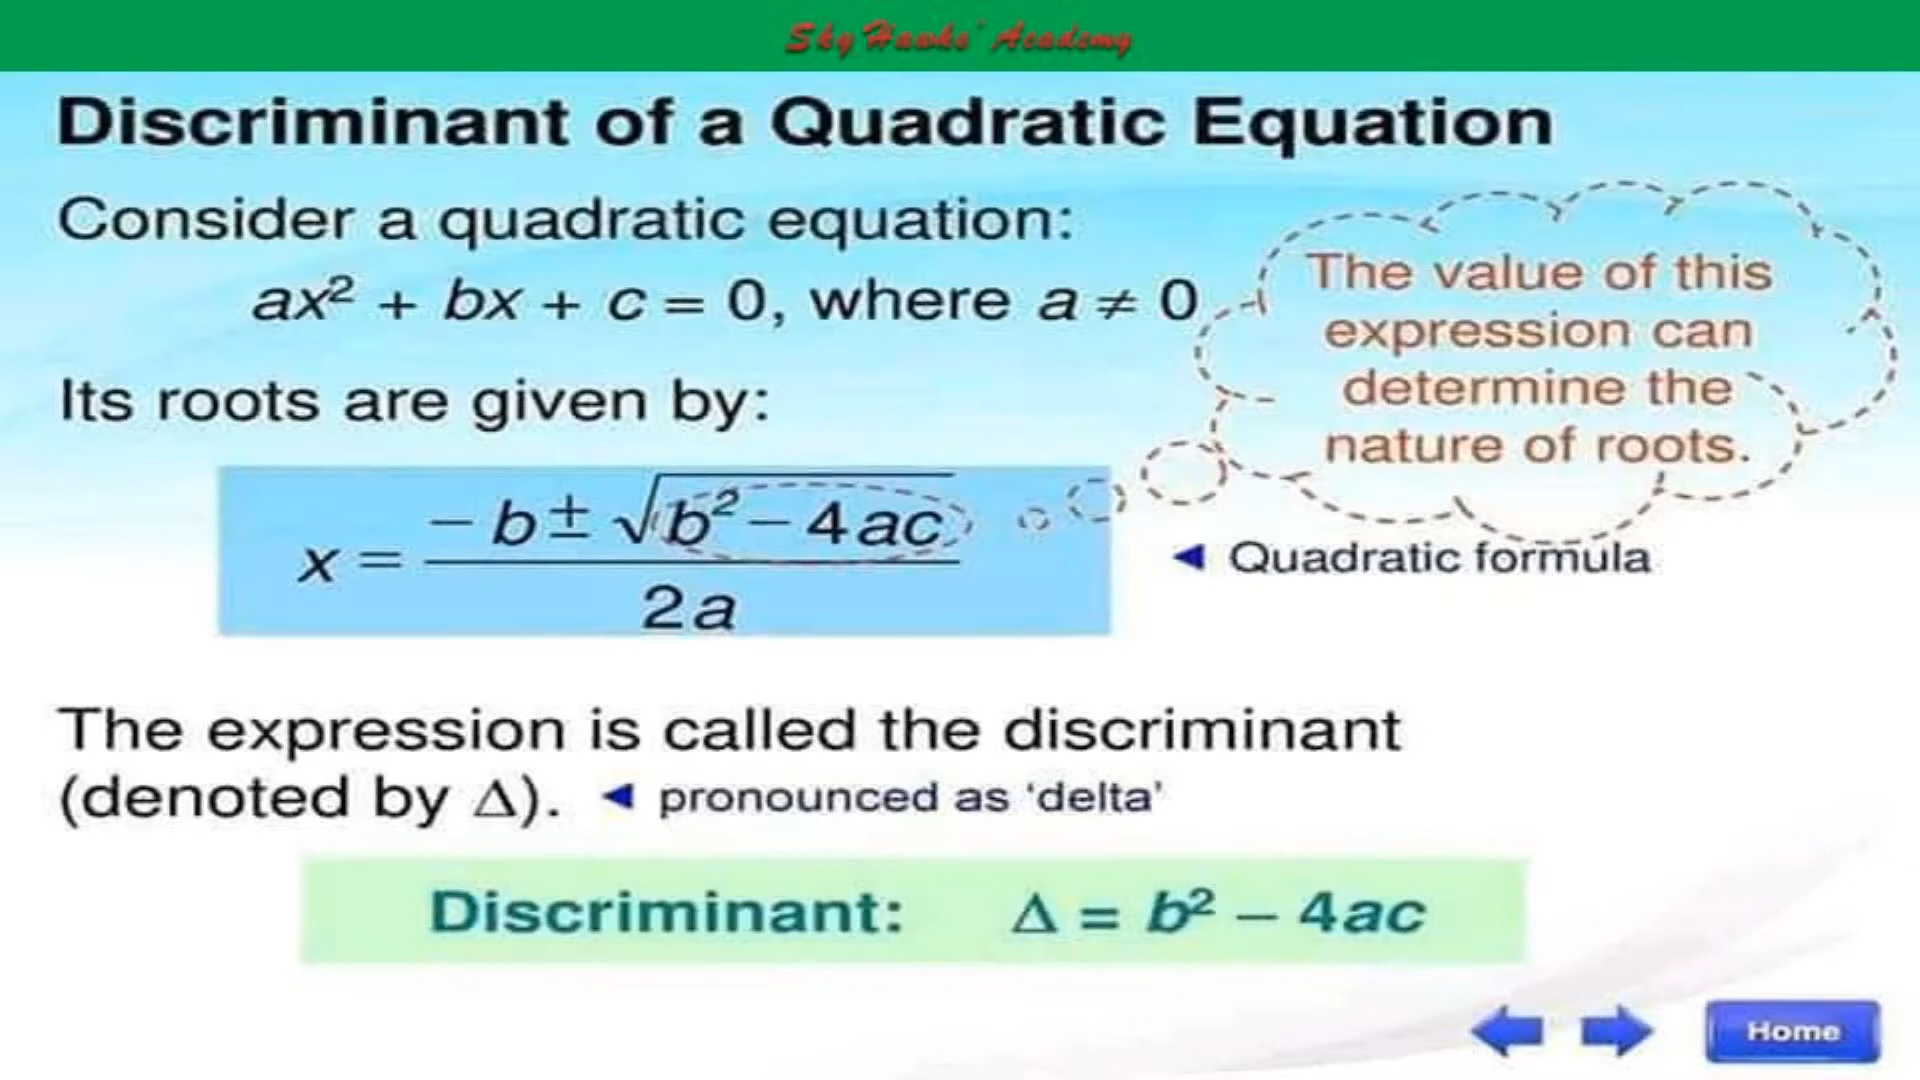 Sky Hawks' Academy
Discriminant of a Quadratic Equation
Consider a quadratic equation:
ax² + bx + c = 0, where a ≠ 0
The value of this
expression can
determine the
nature of roots.
Its roots are given by:
x = (−b ± √(b² − 4ac)) / 2a
◄ Quadratic formula
The expression is called the discriminant
(denoted by Δ). ◄ pronounced as ‘delta’
Discriminant: Δ = b² – 4ac
Home